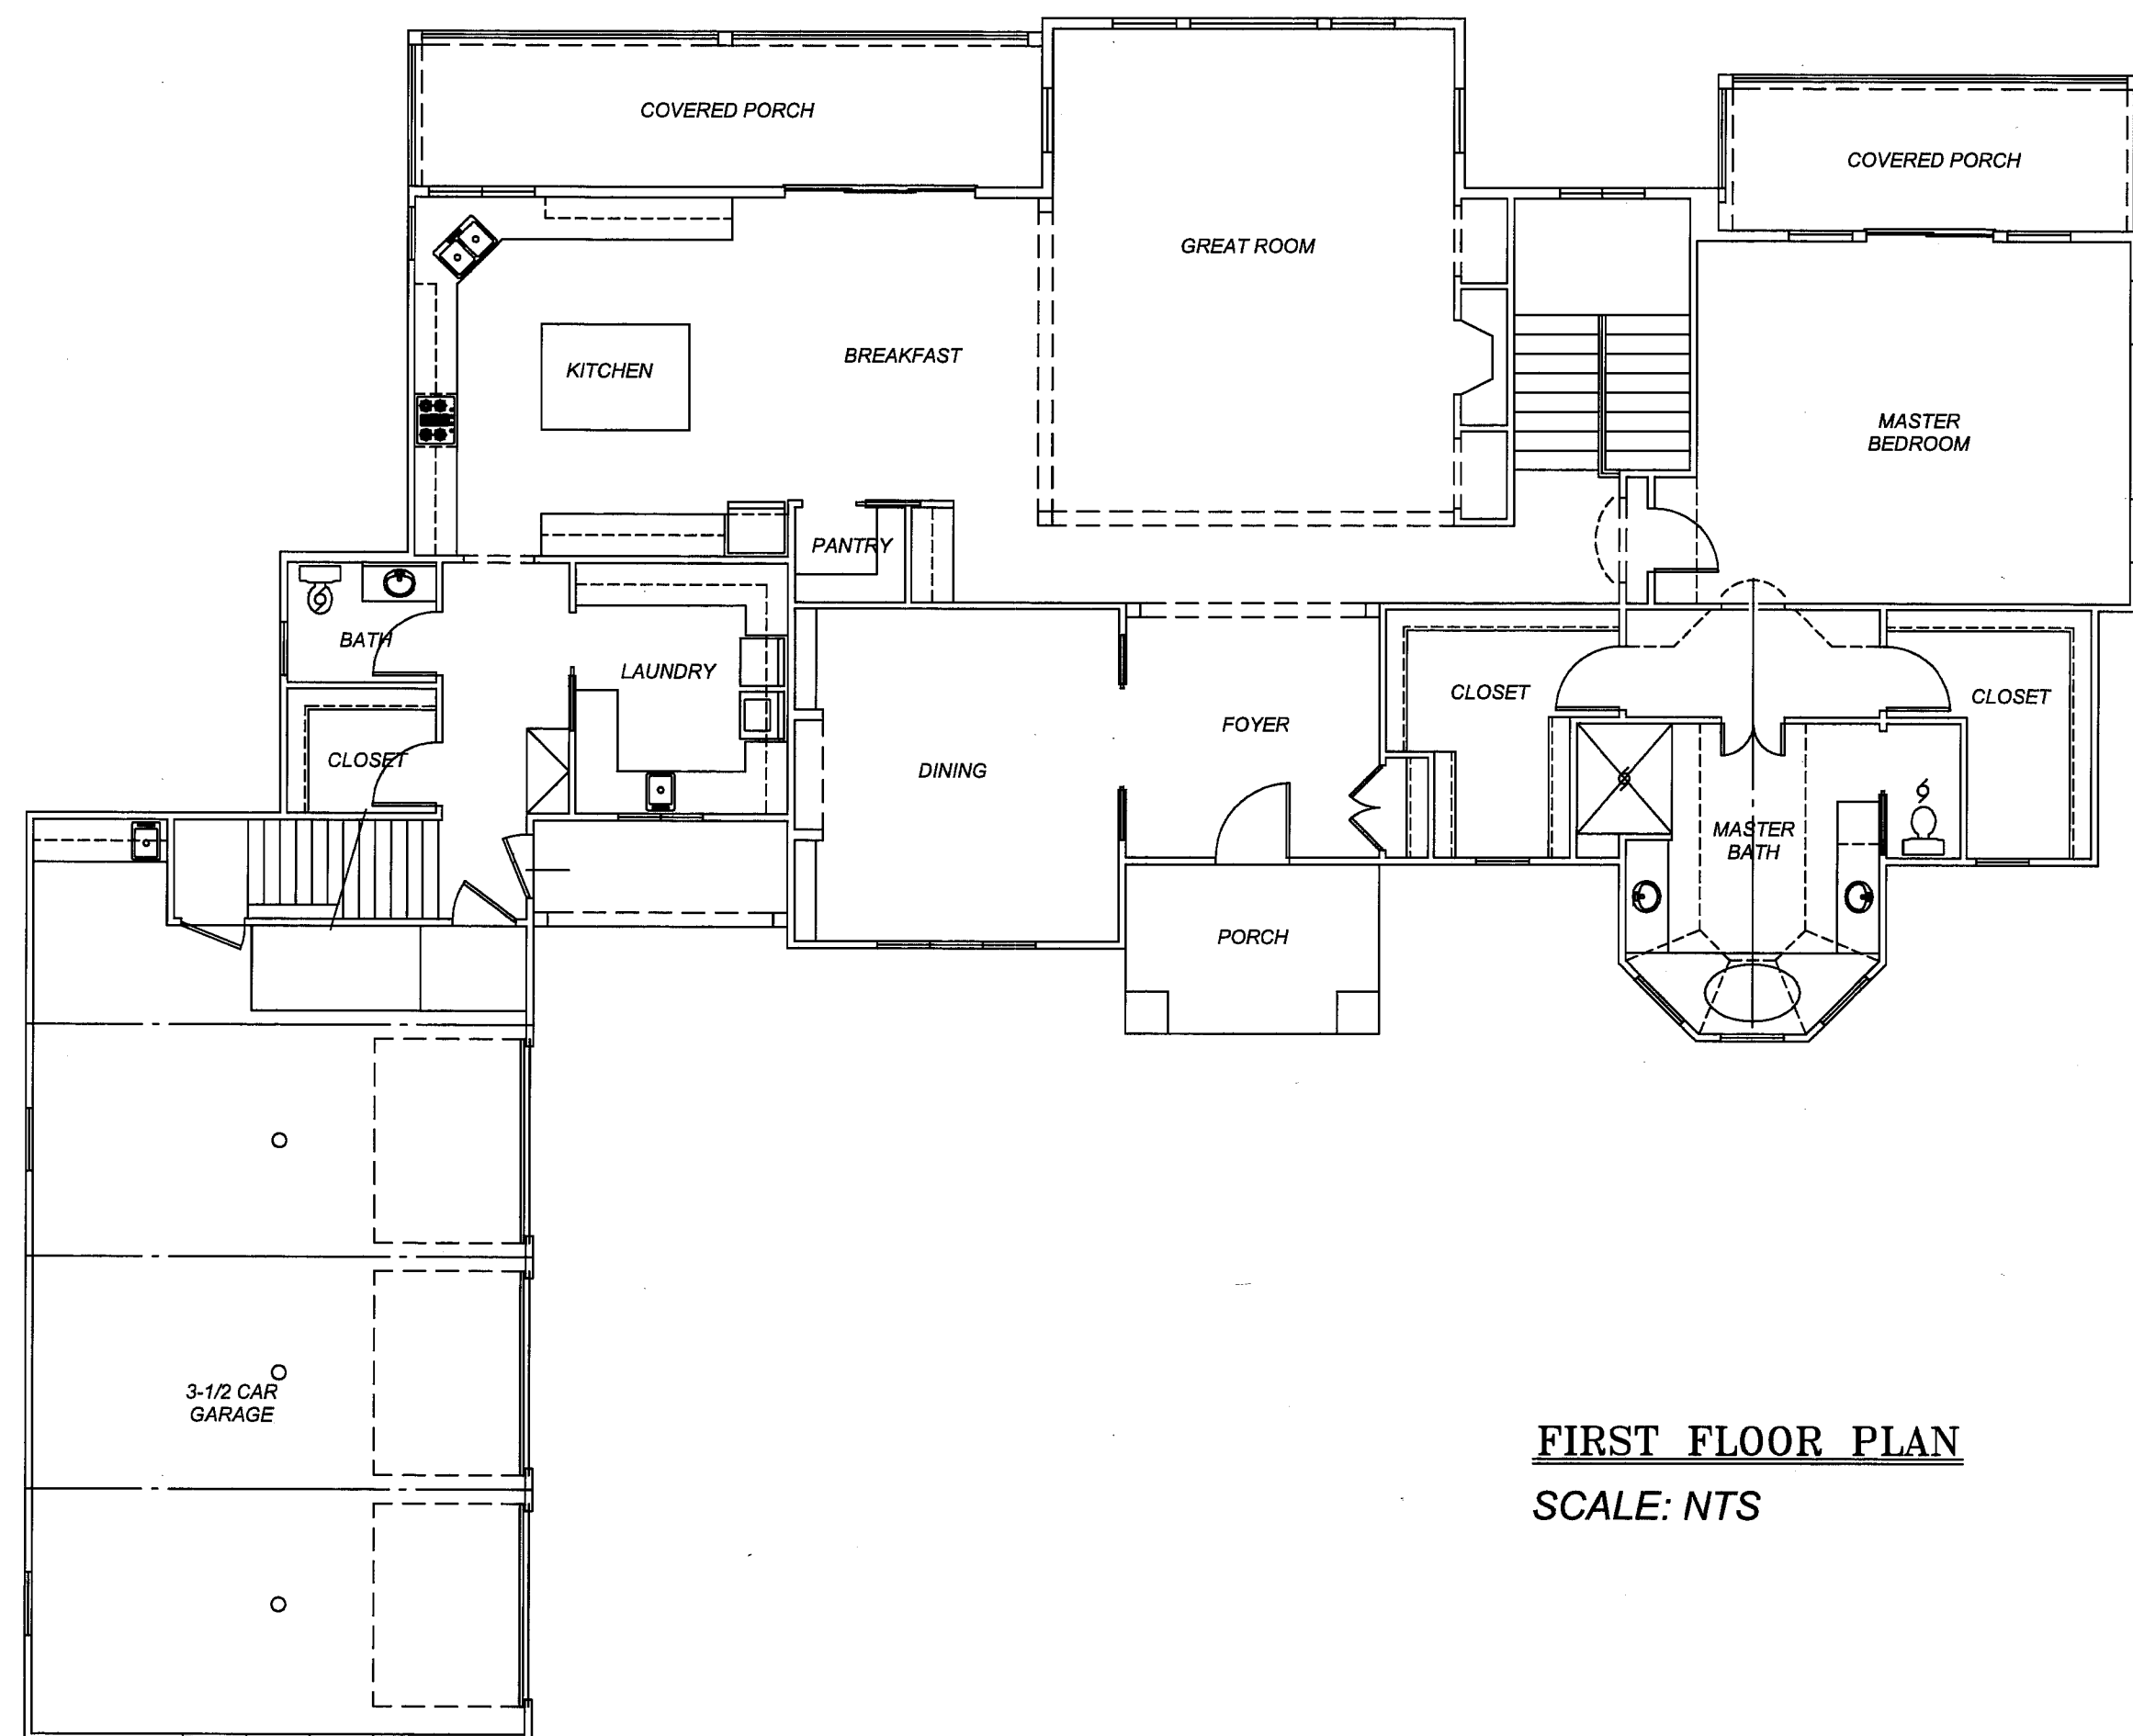 COVERED PORCH
COVERED PORCH
GREAT ROOM
BREAKFAST
KITCHEN
MASTER
BEDROOM
PANTRY
BATH
LAUNDRY
CLOSET
CLOSET
FOYER
CLOSET
DINING
MASTER
BATH
PORCH
3-1/2 CAR
GARAGE
FIRST FLOOR PLAN
SCALE: NTS